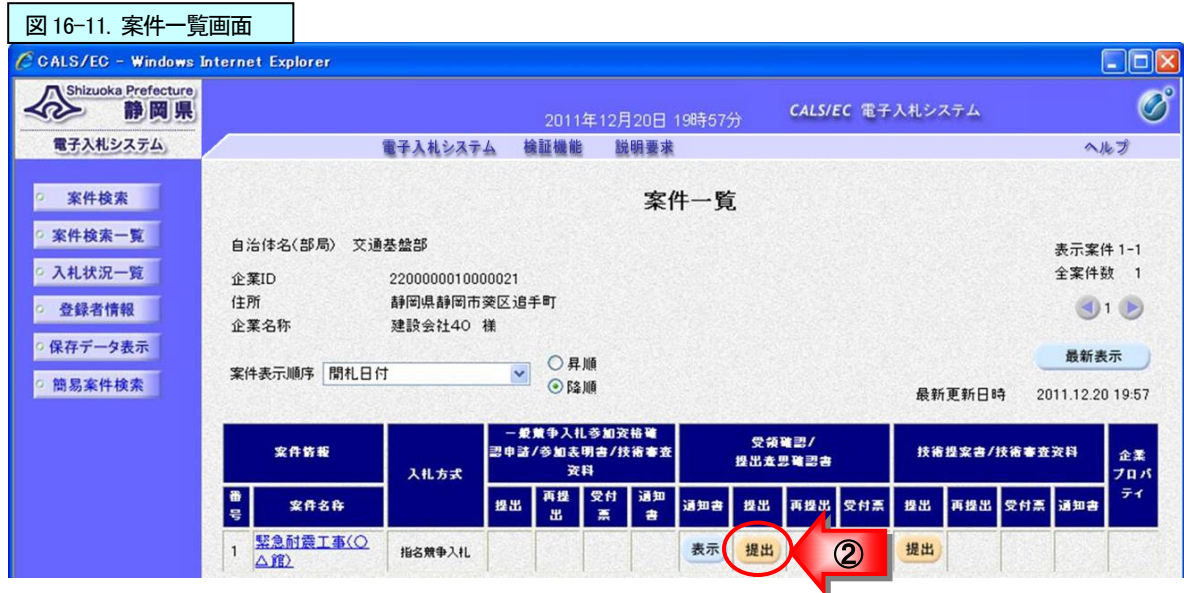 図 16-11. 案件一覧画面
CALS/EC - Windows Internet Explorer
Shizuoka Prefecture
静岡県
電子入札システム
2011年12月20日 19時57分
CALS/EC 電子入札システム
電子入札システム 検証機能 説明要求 ヘルプ
案件検索
案件検索一覧
入札状況一覧
登録者情報
保存データ表示
簡易案件検索
案件一覧
自治体名(部局) 交通基盤部
表示案件 1-1
企業ID 2200000010000021
全案件数 1
住所 静岡県静岡市葵区追手町
1
企業名称 建設会社40 様
案件表示順序 開札日付
昇順
降順
最新表示
最新更新日時 2011.12.20 19:57
案件情報
入札方式
一般競争入札参加資格確
認申請/参加表明書/技術審査
資料
受領確認/
提出意思確認書
技術提案書/技術審査資料
企業
プロパ
ティ
番号 案件名称 提出 再提出 受付票 通知書 通知書 提出 再提出 受付票 提出 再提出 受付票 通知書
1 緊急耐震工事(〇 指名競争入札 表示 提出 ② 提出
△館)